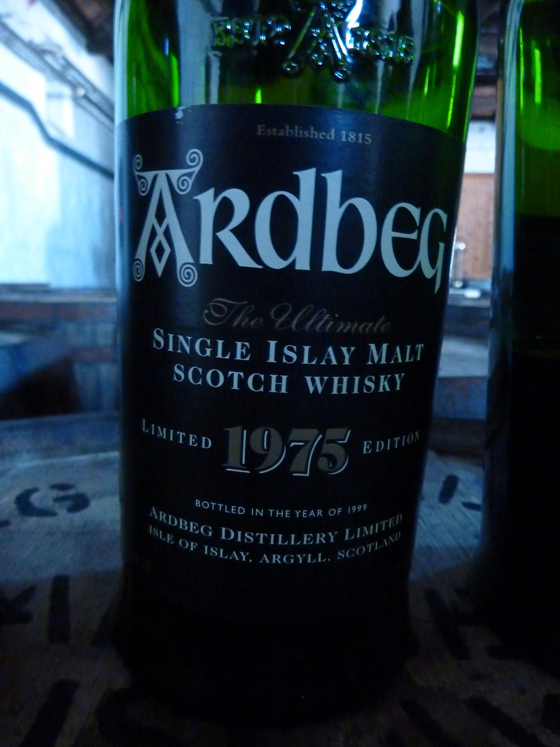 Established 1815
ARDBEG
The Ultimate
SINGLE ISLAY MALT
SCOTCH WHISKY
LIMITED 1975 EDITION
BOTTLED IN THE YEAR OF 1999
ARDBEG DISTILLERY LIMITED
ISLE OF ISLAY, ARGYLL. SCOTLAND